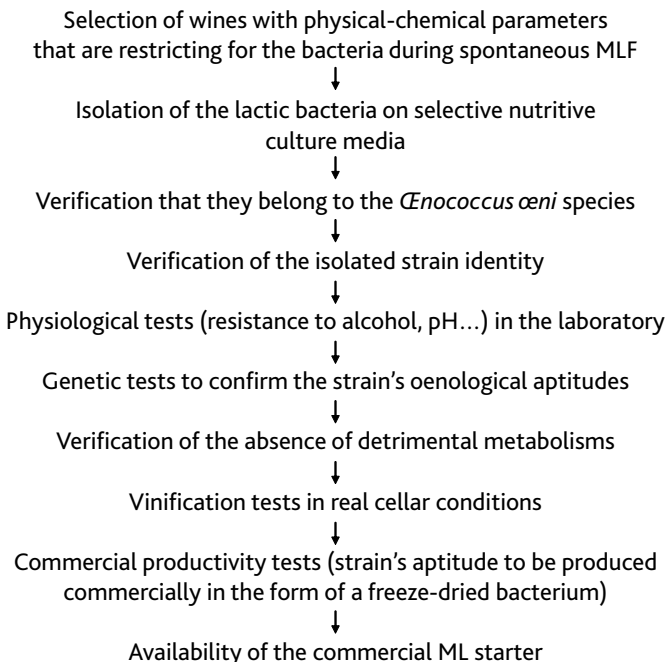 Selection of wines with physical-chemical parameters
that are restricting for the bacteria during spontaneous MLF
Isolation of the lactic bacteria on selective nutritive
culture media
Verification that they belong to the Œnococcus œni species
Verification of the isolated strain identity
Physiological tests (resistance to alcohol, pH…) in the laboratory
Genetic tests to confirm the strain’s oenological aptitudes
Verification of the absence of detrimental metabolisms
Vinification tests in real cellar conditions
Commercial productivity tests (strain’s aptitude to be produced
commercially in the form of a freeze-dried bacterium)
Availability of the commercial ML starter